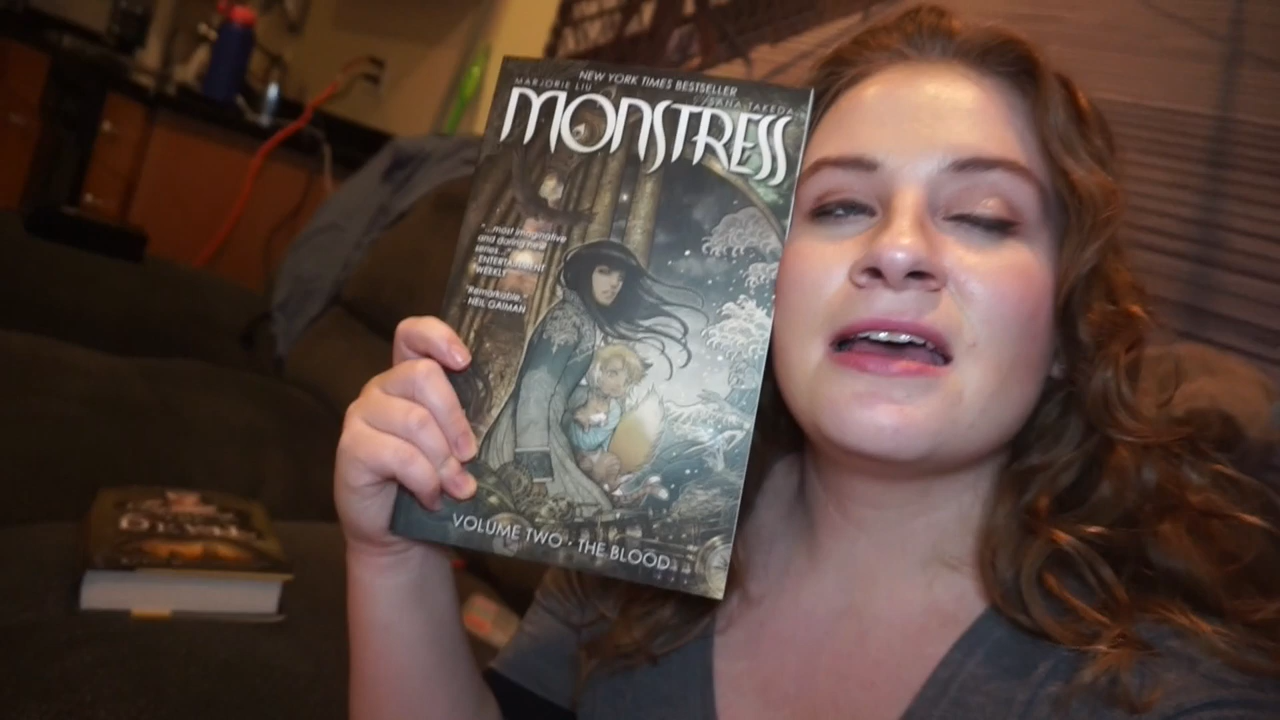 NEW YORK TIMES BESTSELLER
MARJORIE LIU
SANA TAKEDA
MONSTRESS
"...most imaginative
and daring new
series..."
ENTERTAINMENT
WEEKLY
"Remarkable,"
NEIL GAIMAN
VOLUME TWO • THE BLOOD